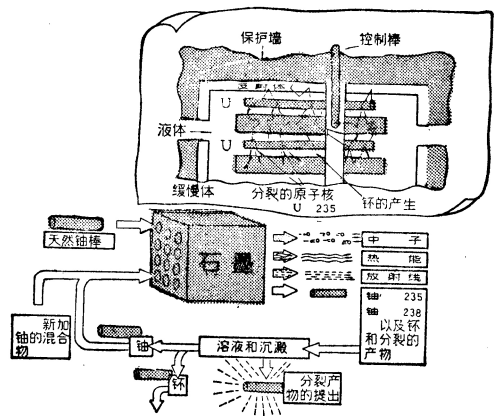 保护墙
控制棒
反射体
U
U
液体
缓慢体
分裂的原子核
U 235
钚的产生
天然铀棒
石墨
中子
热能
放射线
铀 235
铀 238
以及钚
和分裂的
产物
新加
铀的混合
物
铀
溶液和沉澱
钚
分裂产
物的提出